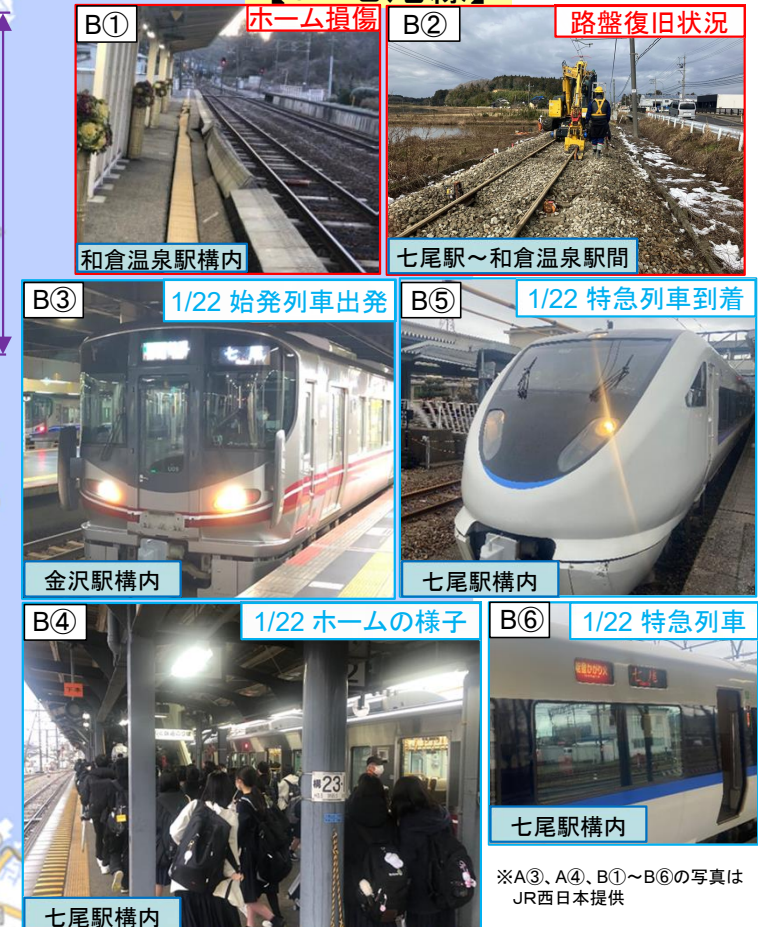 B①
ホーム損傷
和倉温泉駅構内
B②
路盤復旧状況
七尾駅～和倉温泉駅間
B③
1/22 始発列車出発
金沢駅構内
B⑤
1/22 特急列車到着
七尾駅構内
B④
1/22 ホームの様子
23
七尾駅構内
B⑥
1/22 特急列車
七尾駅構内
※A③、A④、B①～B⑥の写真は
JR西日本提供